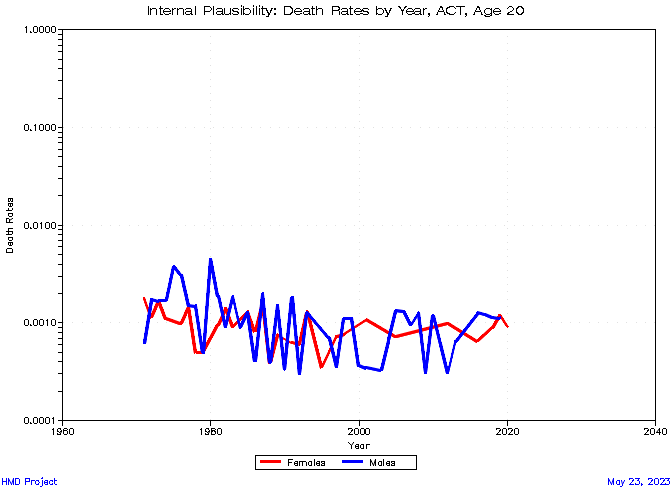 Internal Plausibility: Death Rates by Year, ACT, Age 20
1.0000
0.1000
0.0100
0.0010
0.0001
Death Rates
1960 1980 2000 2020 2040
Year
Females Males
HMD Project May 23, 2023